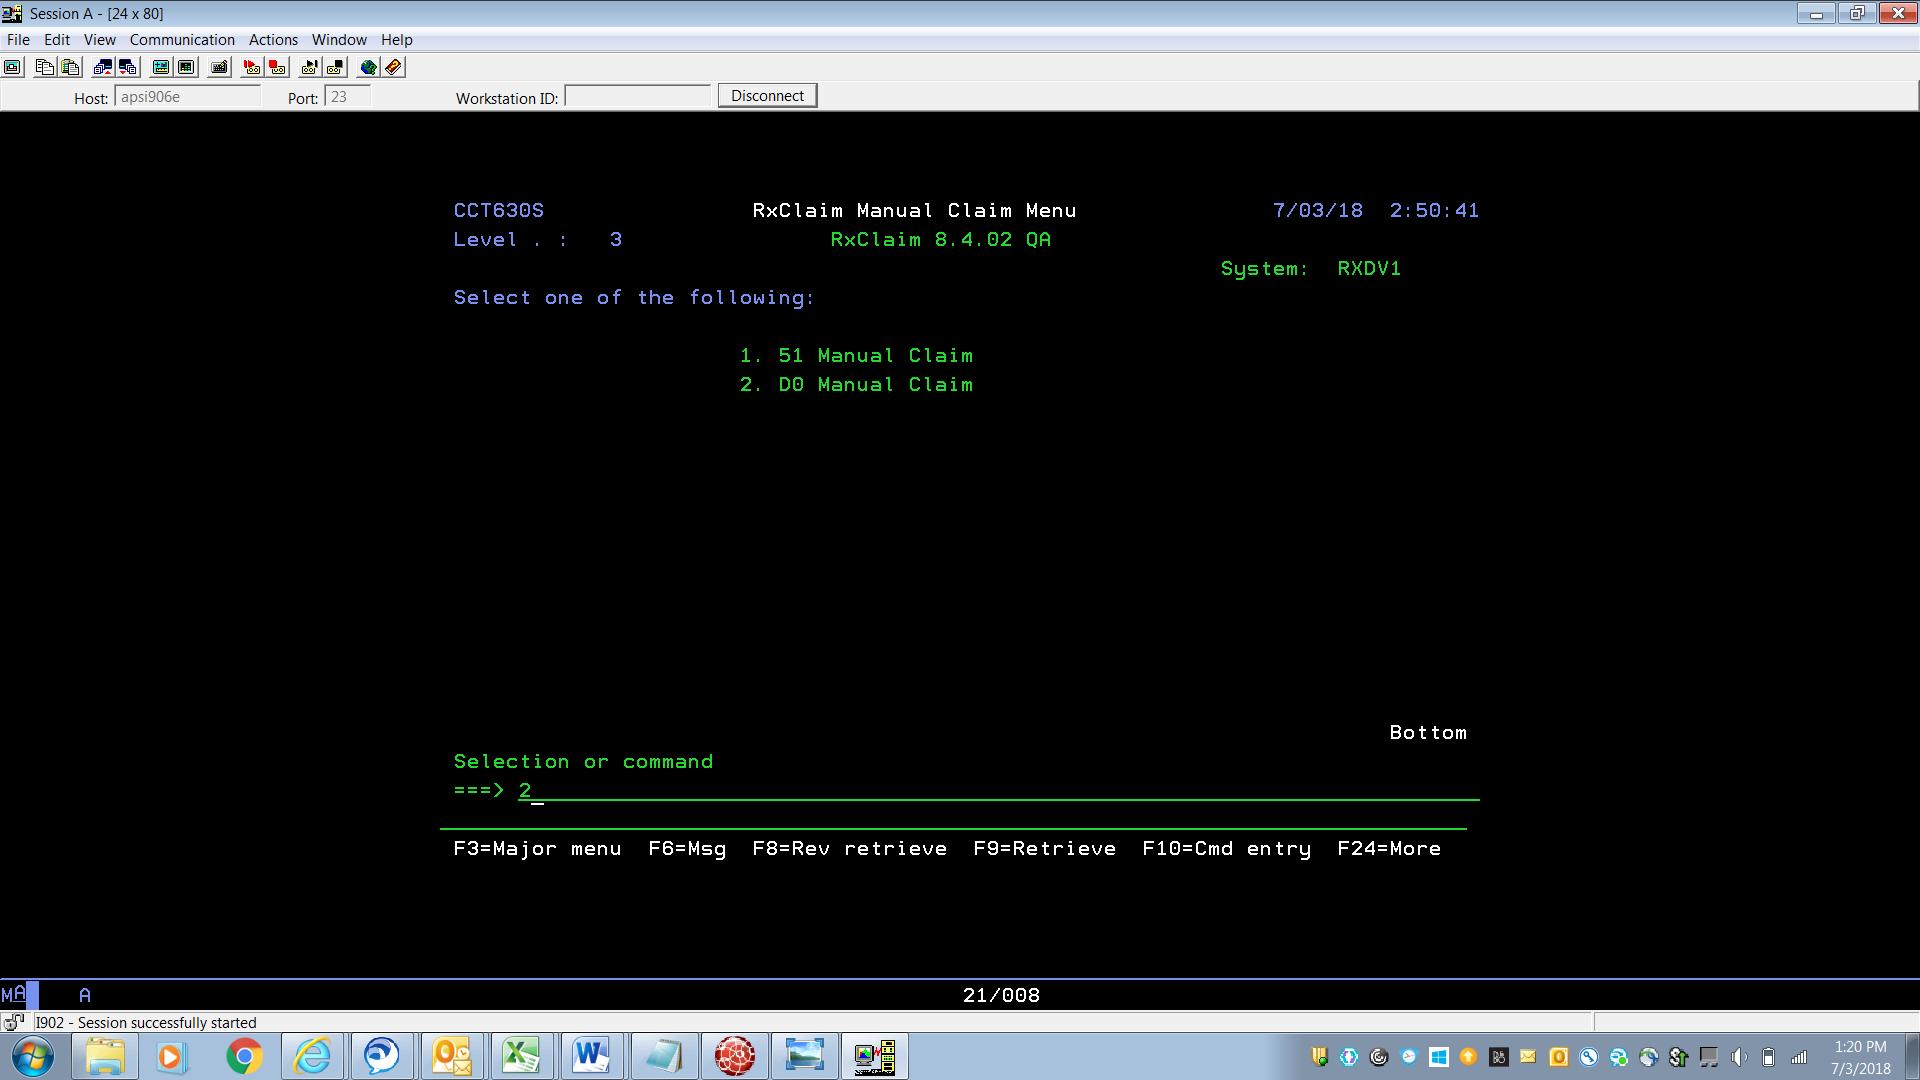 Session A - [24 x 80]
File Edit View Communication Actions Window Help
Host: apsi906e Port: 23 Workstation ID: Disconnect
CCT630S RxClaim Manual Claim Menu 7/03/18 2:50:41
Level . : 3 RxClaim 8.4.02 QA
System: RXDV1
Select one of the following:
1. 51 Manual Claim
2. D0 Manual Claim
Bottom
Selection or command
===> 2
F3=Major menu F6=Msg F8=Rev retrieve F9=Retrieve F10=Cmd entry F24=More
MA A 21/008
I902 - Session successfully started
1:20 PM
7/3/2018